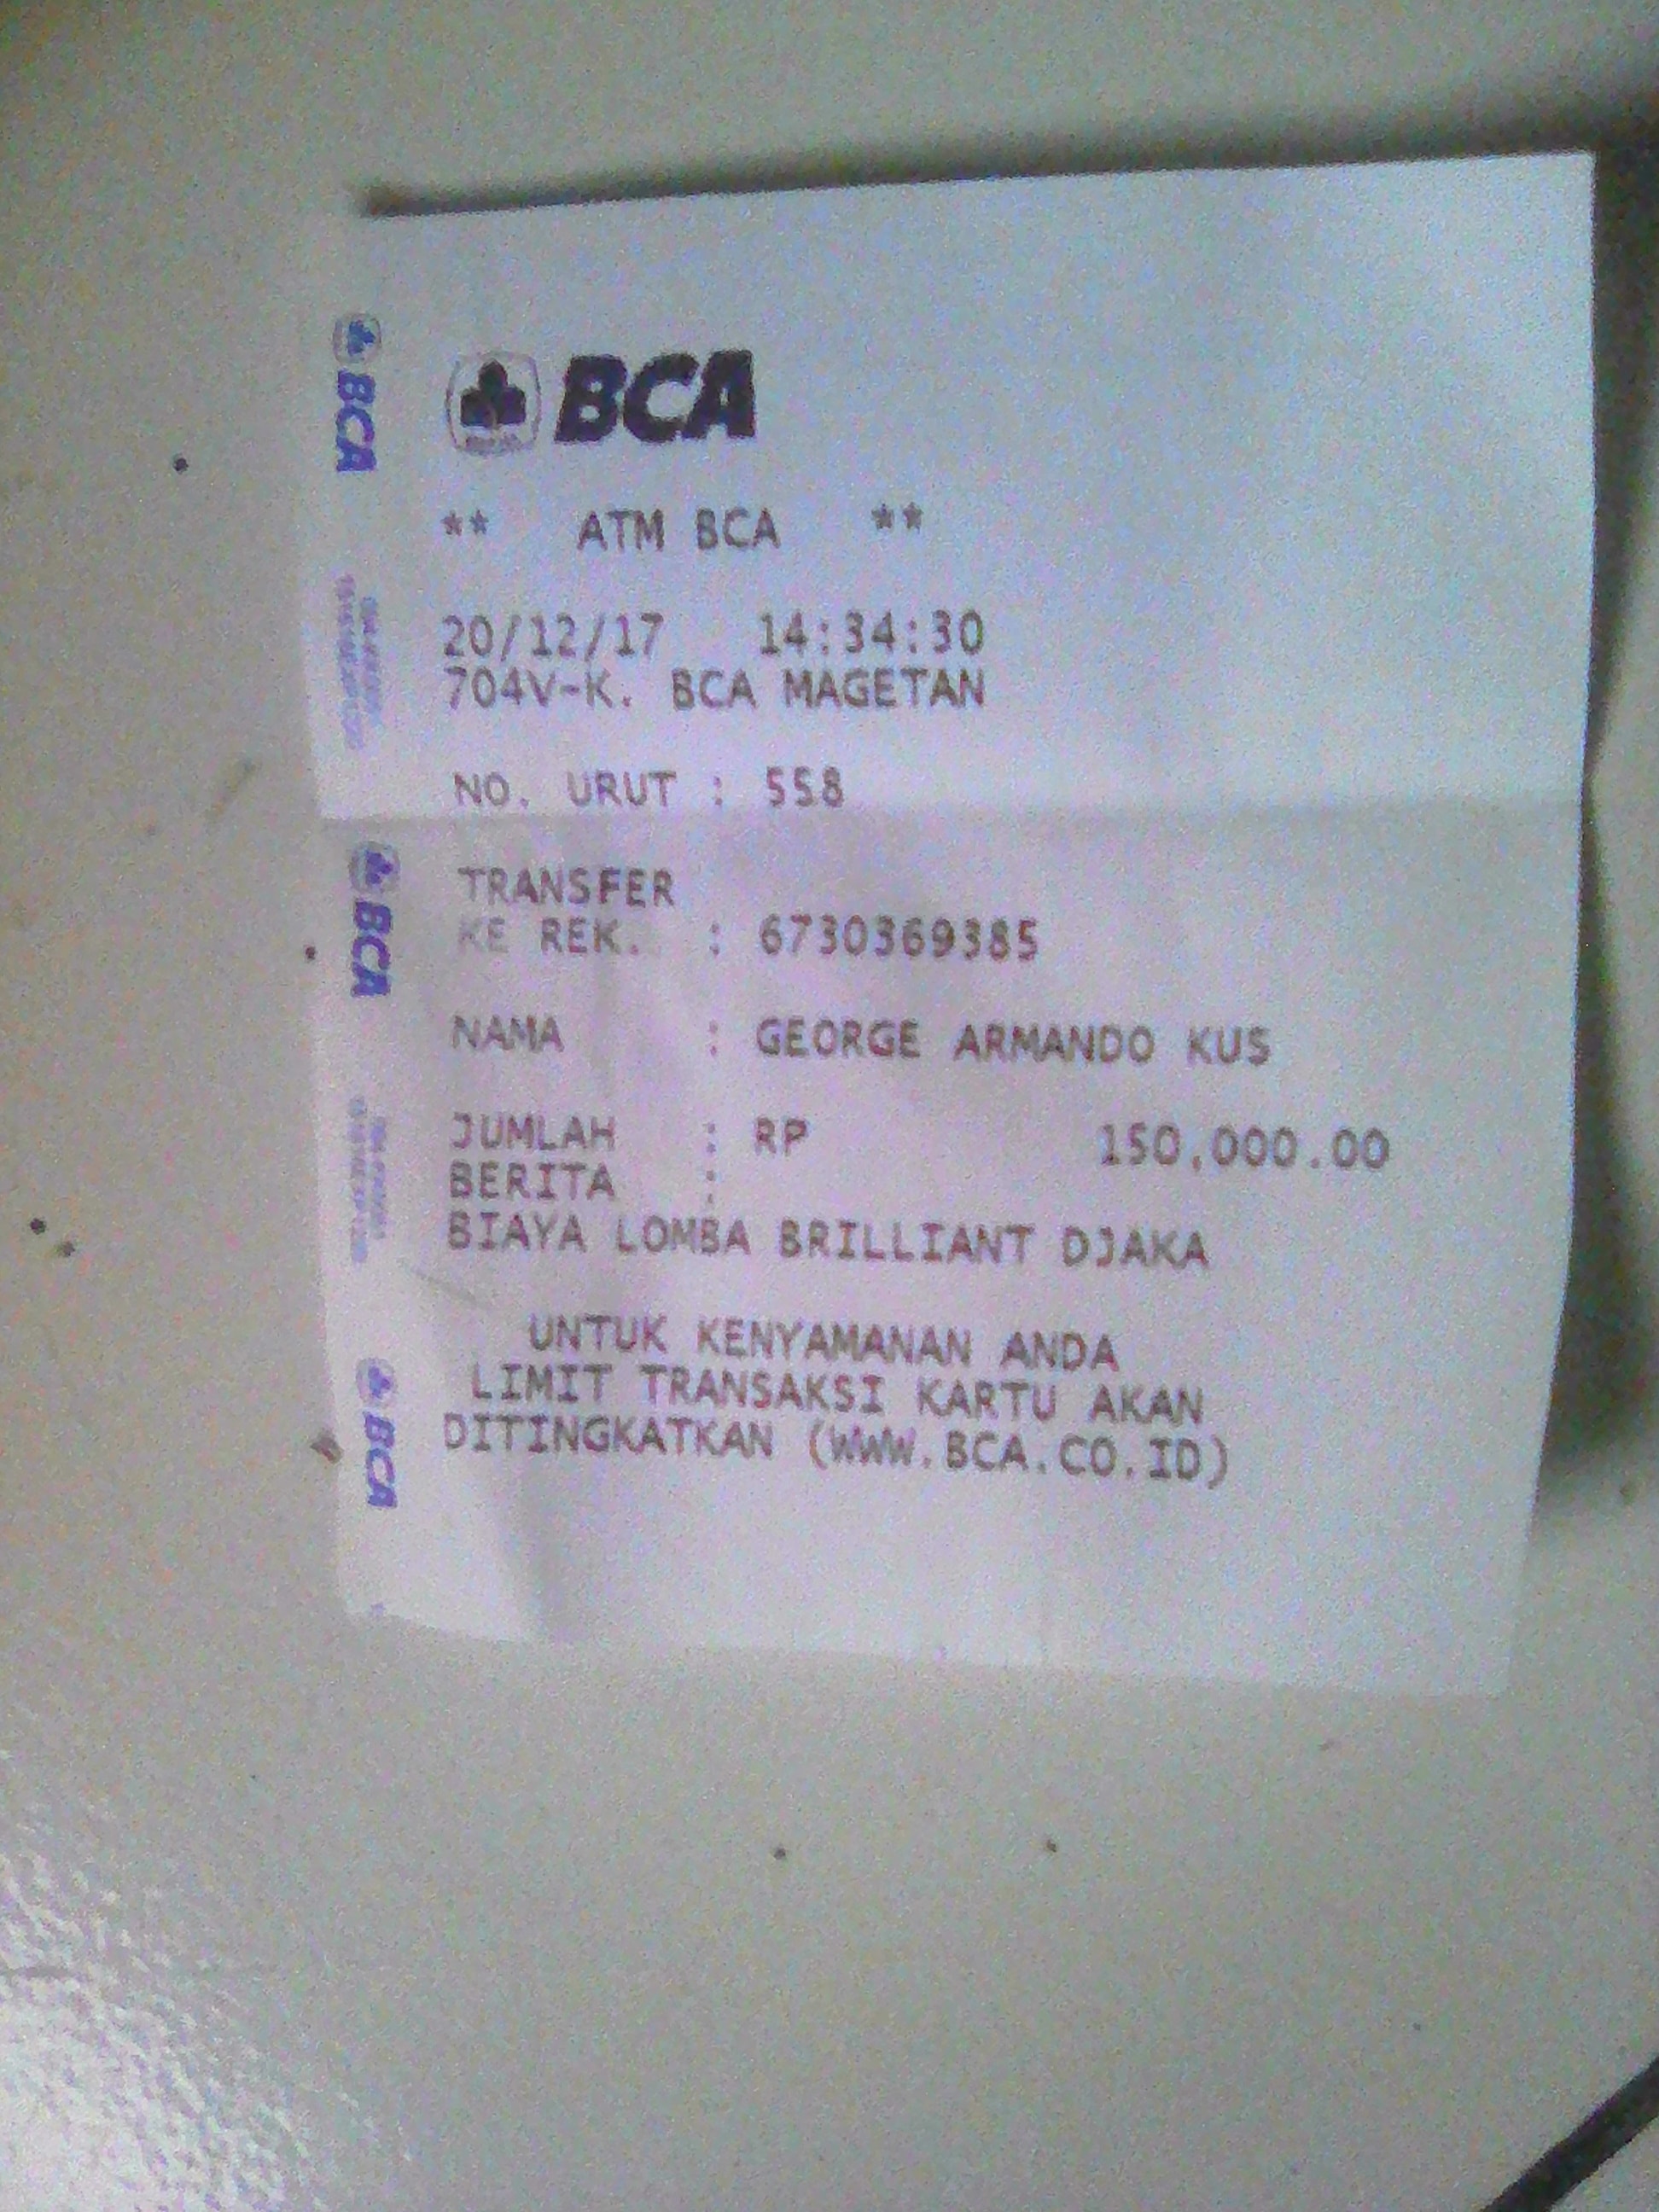 BCA
** ATM BCA **
20/12/17 14:34:30
704V-K. BCA MAGETAN
NO. URUT : 558
TRANSFER
KE REK. : 6730369385
NAMA : GEORGE ARMANDO KUS
JUMLAH : RP 150,000.00
BERITA :
BIAYA LOMBA BRILLIANT DJAKA
UNTUK KENYAMANAN ANDA
LIMIT TRANSAKSI KARTU AKAN
DITINGKATKAN (WWW.BCA.CO.ID)
BCA
BCA
BCA